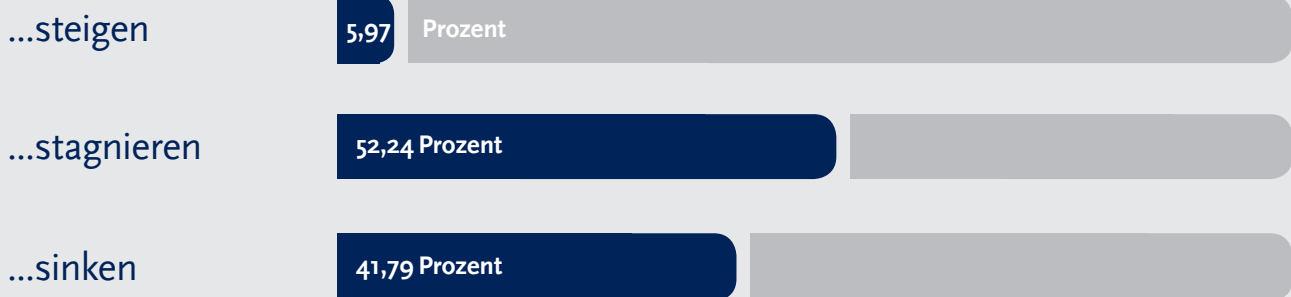 ...steigen 5,97 Prozent
...stagnieren 52,24 Prozent
...sinken 41,79 Prozent